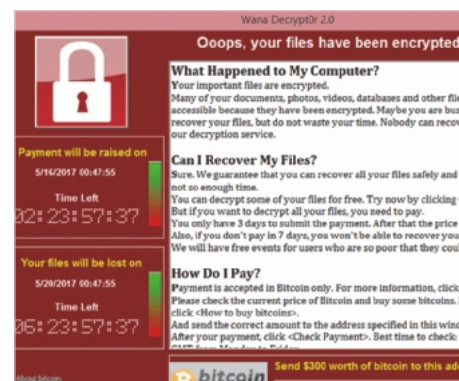 Wana Decrypt0r 2.0
Ooops, your files have been encrypted
What Happened to My Computer?
Your important files are encrypted.
Many of your documents, photos, videos, databases and other file
accessible because they have been encrypted. Maybe you are bus
recover your files, but do not waste your time. Nobody can recov
our decryption service.
Can I Recover My Files?
Sure. We guarantee that you can recover all your files safely and
not so enough time.
You can decrypt some of your files for free. Try now by clicking
But if you want to decrypt all your files, you need to pay.
You only have 3 days to submit the payment. After that the price
Also, if you don't pay in 7 days, you won't be able to recover you
We will have free events for users who are so poor that they coul
How Do I Pay?
Payment is accepted in Bitcoin only. For more information, click
Please check the current price of Bitcoin and buy some bitcoins.
click <How to buy bitcoins>.
And send the correct amount to the address specified in this wind
After your payment, click <Check Payment>. Best time to check:
GMT from Monday to Friday
Payment will be raised on
5/16/2017 00:47:55
Time Left
02:23:57:37
Your files will be lost on
5/20/2017 00:47:55
Time Left
06:23:57:37
About bitcoin
bitcoin
Send $300 worth of bitcoin to this add